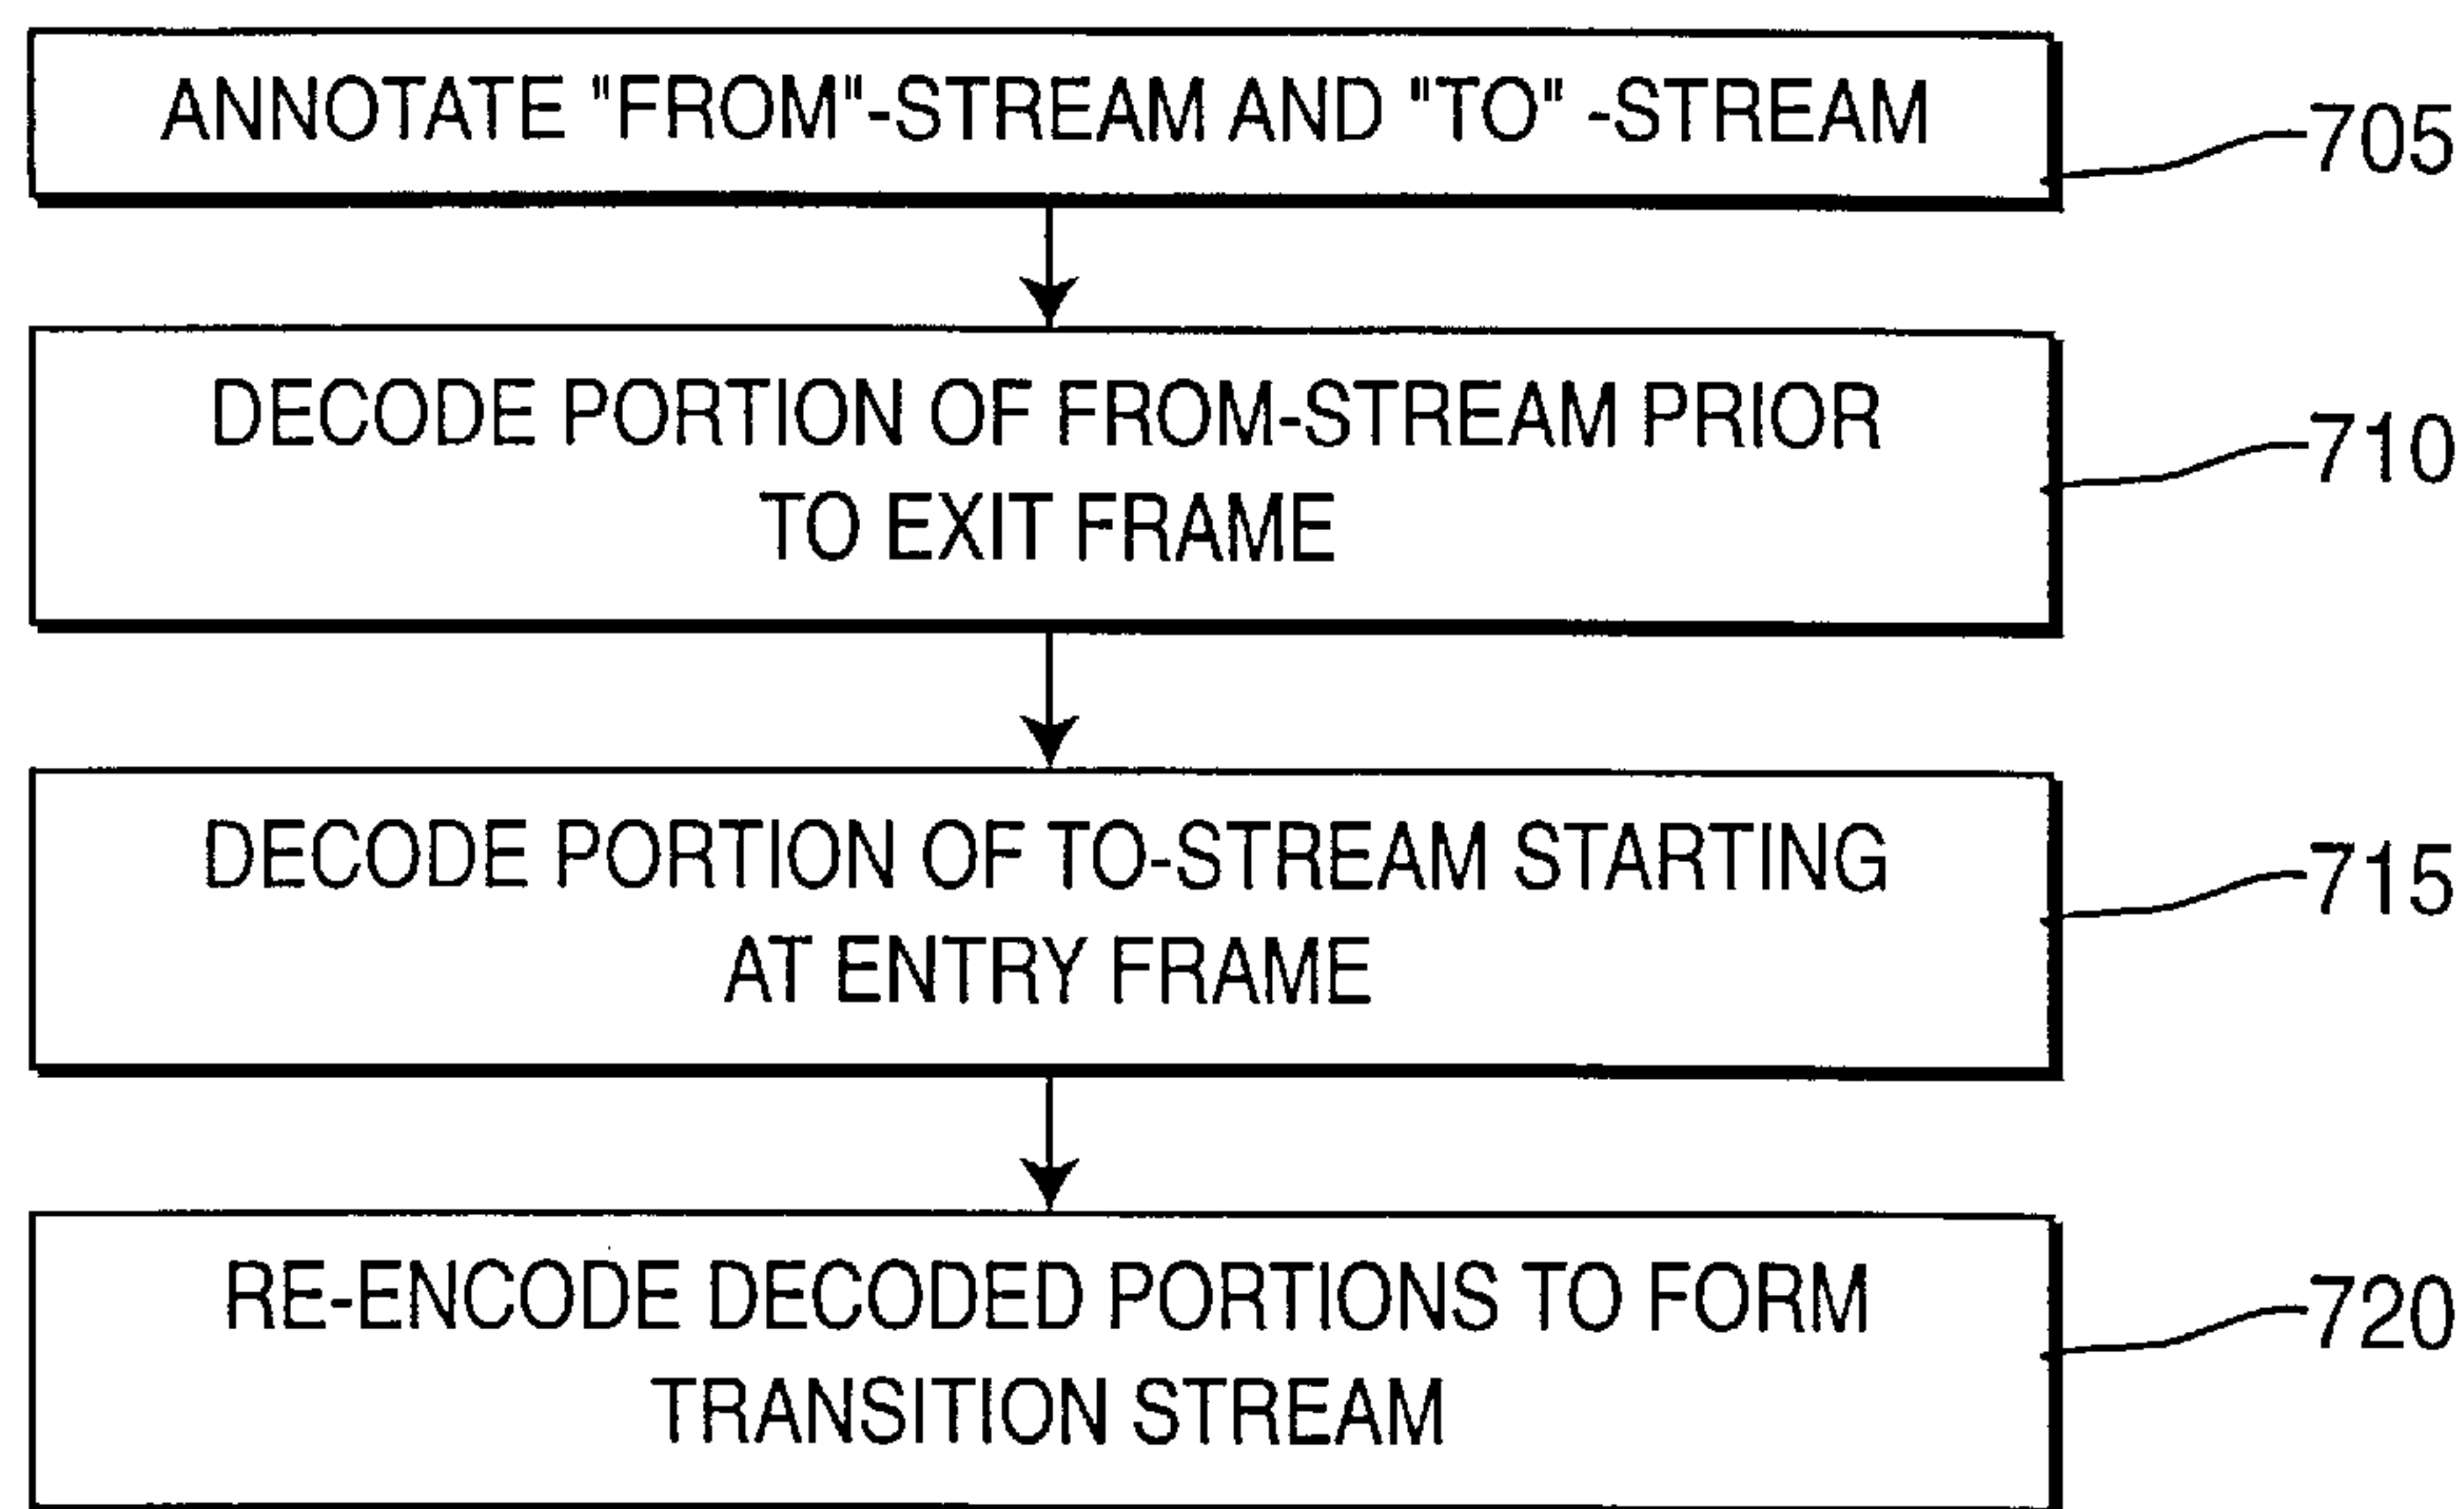 ANNOTATE "FROM"-STREAM AND "TO" -STREAM
705
DECODE PORTION OF FROM-STREAM PRIOR
TO EXIT FRAME
710
DECODE PORTION OF TO-STREAM STARTING
AT ENTRY FRAME
715
RE-ENCODE DECODED PORTIONS TO FORM
TRANSITION STREAM
720